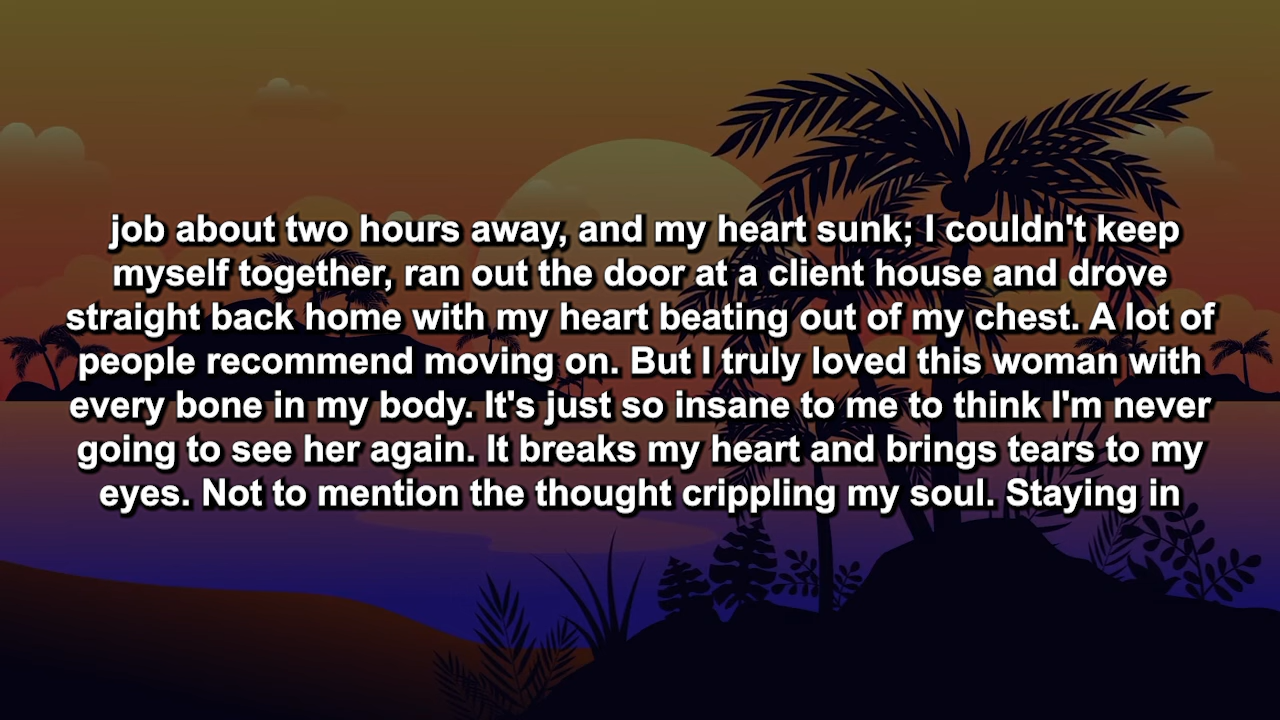 job about two hours away, and my heart sunk; I couldn't keep
myself together, ran out the door at a client house and drove
straight back home with my heart beating out of my chest. A lot of
people recommend moving on. But I truly loved this woman with
every bone in my body. It's just so insane to me to think I'm never
going to see her again. It breaks my heart and brings tears to my
eyes. Not to mention the thought crippling my soul. Staying in